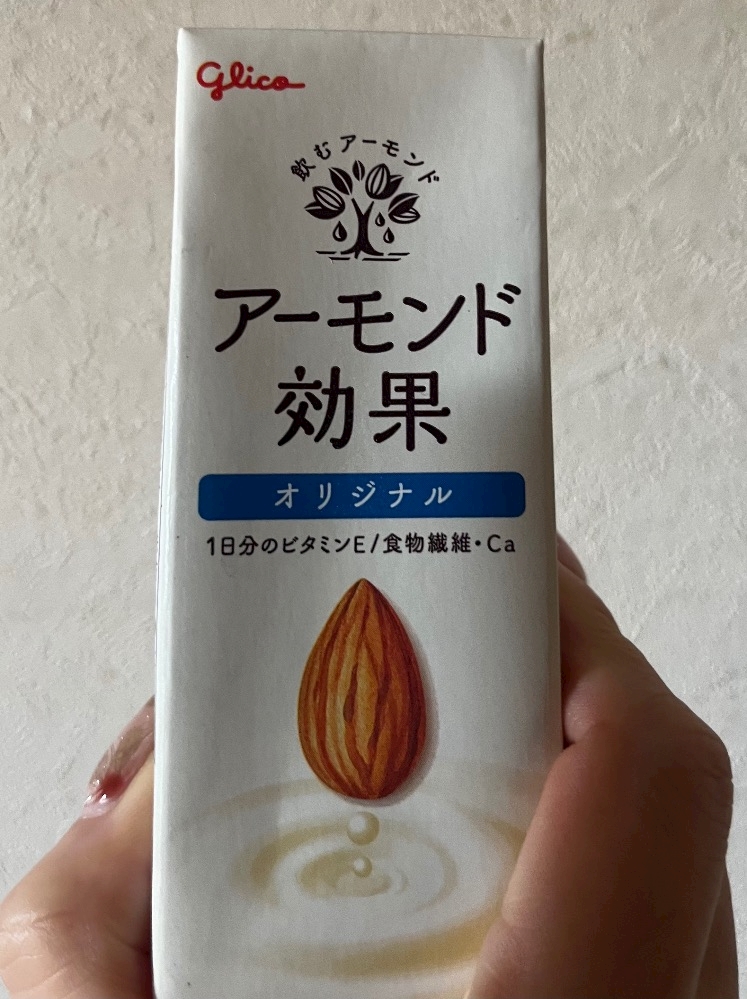 Glico
飲むアーモンド
アーモンド
効果
オリジナル
1日分のビタミンE/食物繊維・Ca